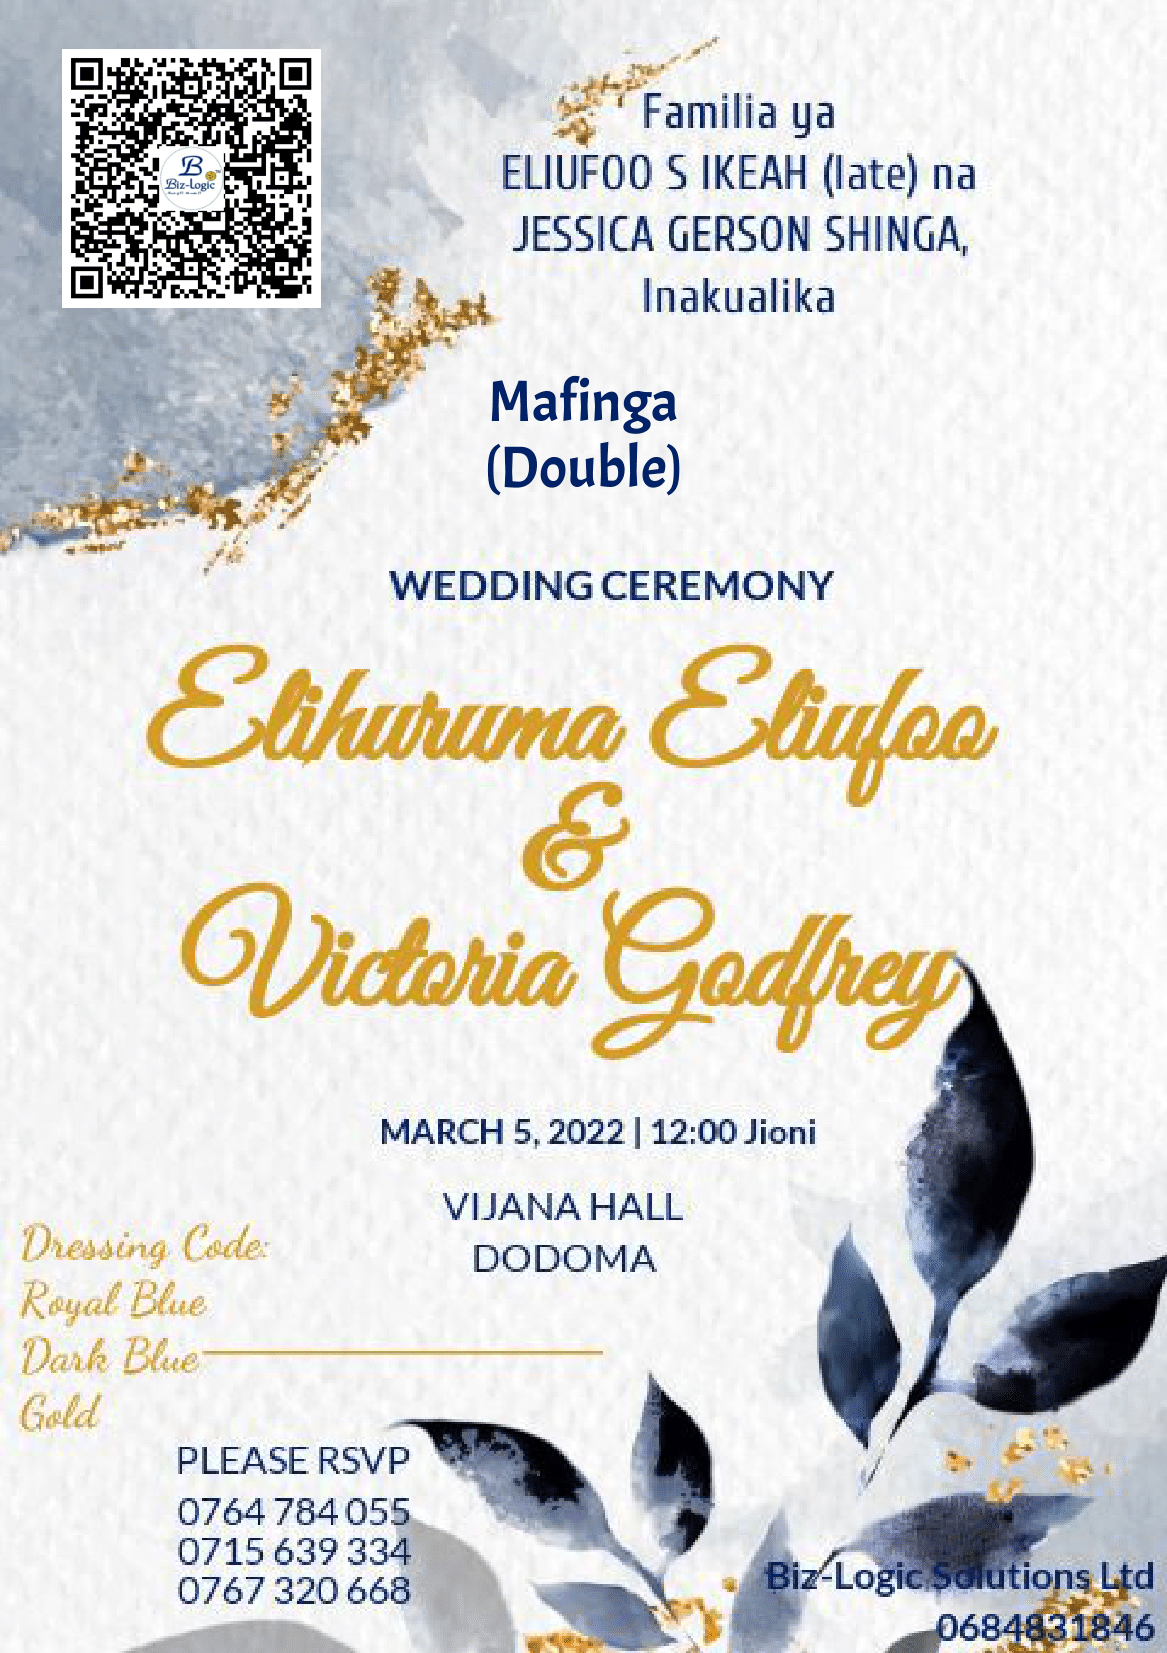 B
Biz-Logic
Familia ya
ELIUFOO S IKEAH (late) na
JESSICA GERSON SHINGA,
Inakualika
Mafinga
(Double)
WEDDING CEREMONY
Elihuruma Eliufoo
&
Victoria Godfrey
MARCH 5, 2022 | 12:00 Jioni
VIJANA HALL
DODOMA
Dressing Code:
Royal Blue
Dark Blue
Gold
PLEASE RSVP
0764 784 055
0715 639 334
0767 320 668
Biz-Logic Solutions Ltd
0684831846